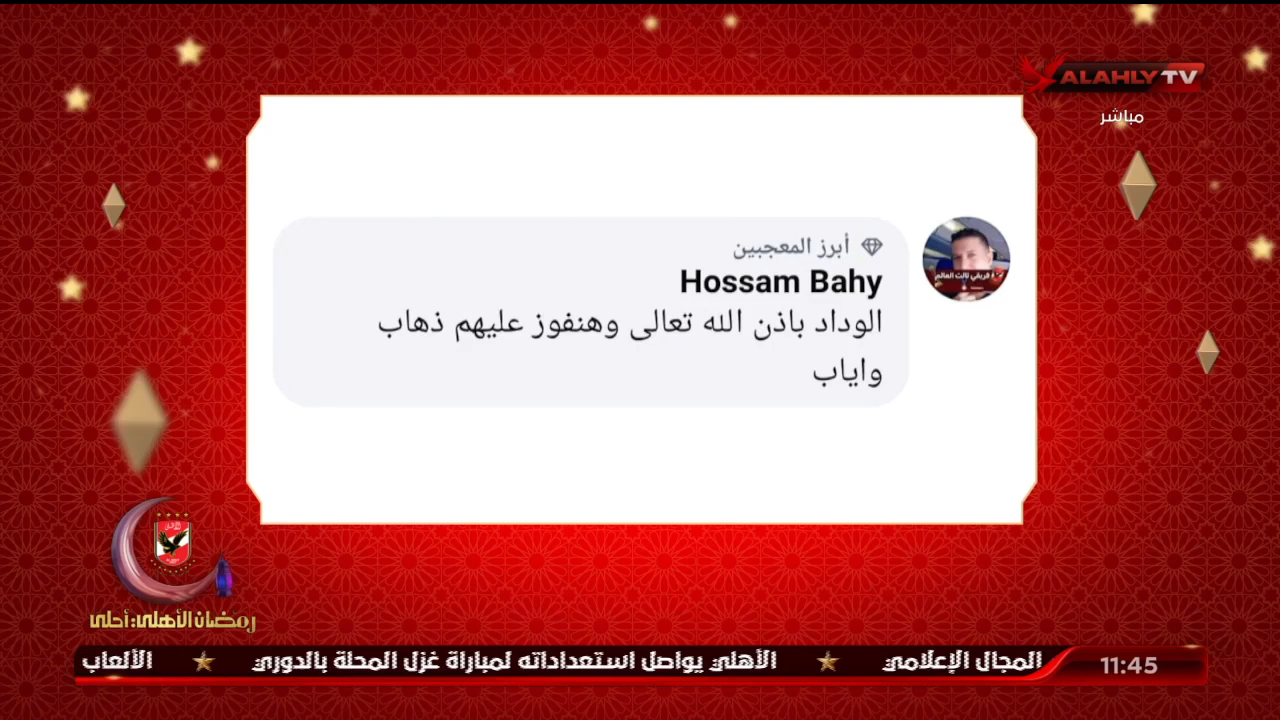 ALAHLY TV
مباشر
أبرز المعجبين
Hossam Bahy
الوداد باذن الله تعالى وهنفوز عليهم ذهاب
واياب
رمضان الأهلى: أحلى
11:45
المجال الإعلامي ★ الأهلي يواصل استعداداته لمباراة غزل المحلة بالدوري ★ الألعاب